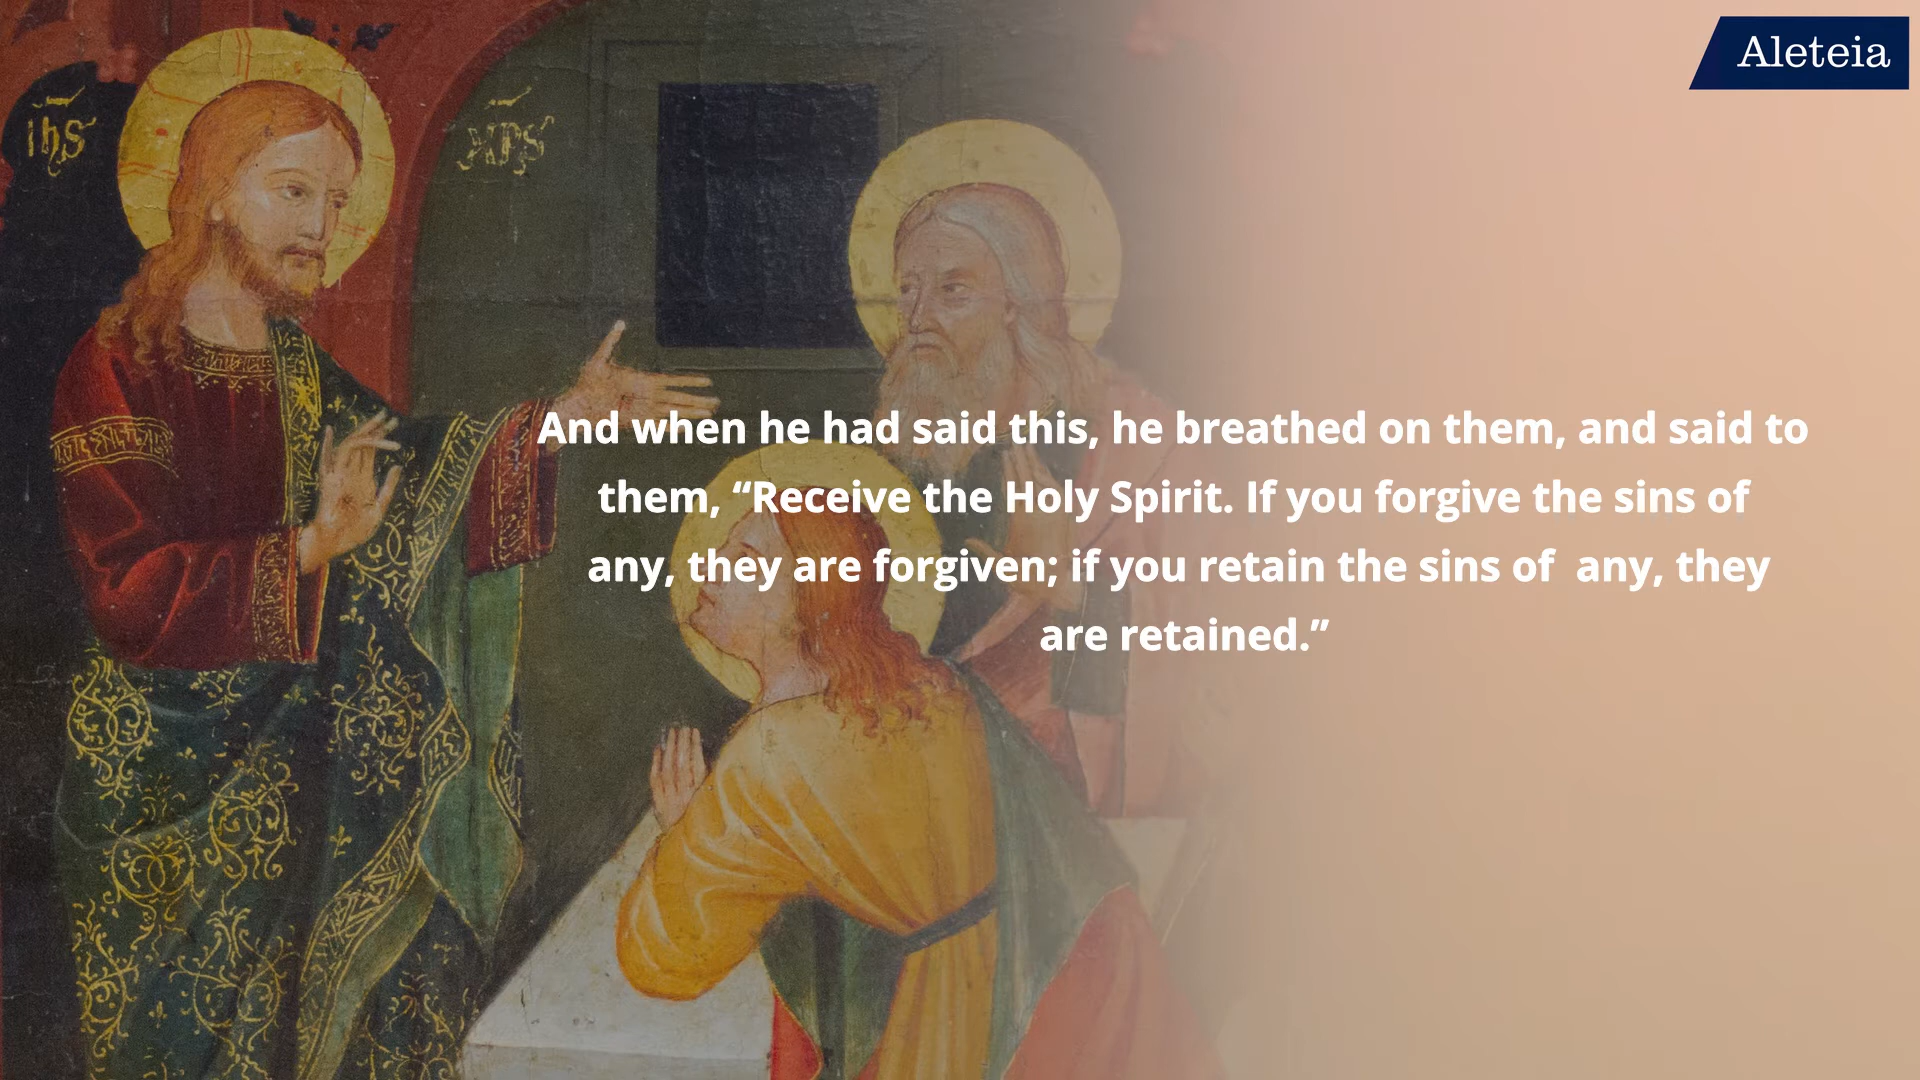 Aleteia
ihs
xps
And when he had said this, he breathed on them, and said to
them, “Receive the Holy Spirit. If you forgive the sins of
any, they are forgiven; if you retain the sins of any, they
are retained.”